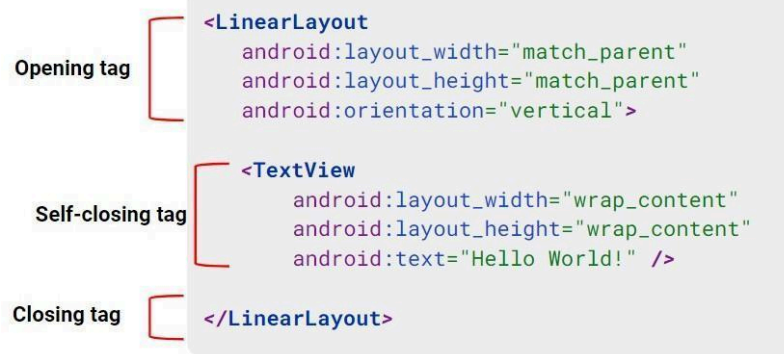 <LinearLayout
android:layout_width="match_parent"
Opening tag
android:layout_height="match_parent"
android:orientation="vertical">
<TextView
android:layout_width="wrap_content"
Self-closing tag
android:layout_height="wrap_content"
android:text="Hello World!" />
Closing tag
</LinearLayout>